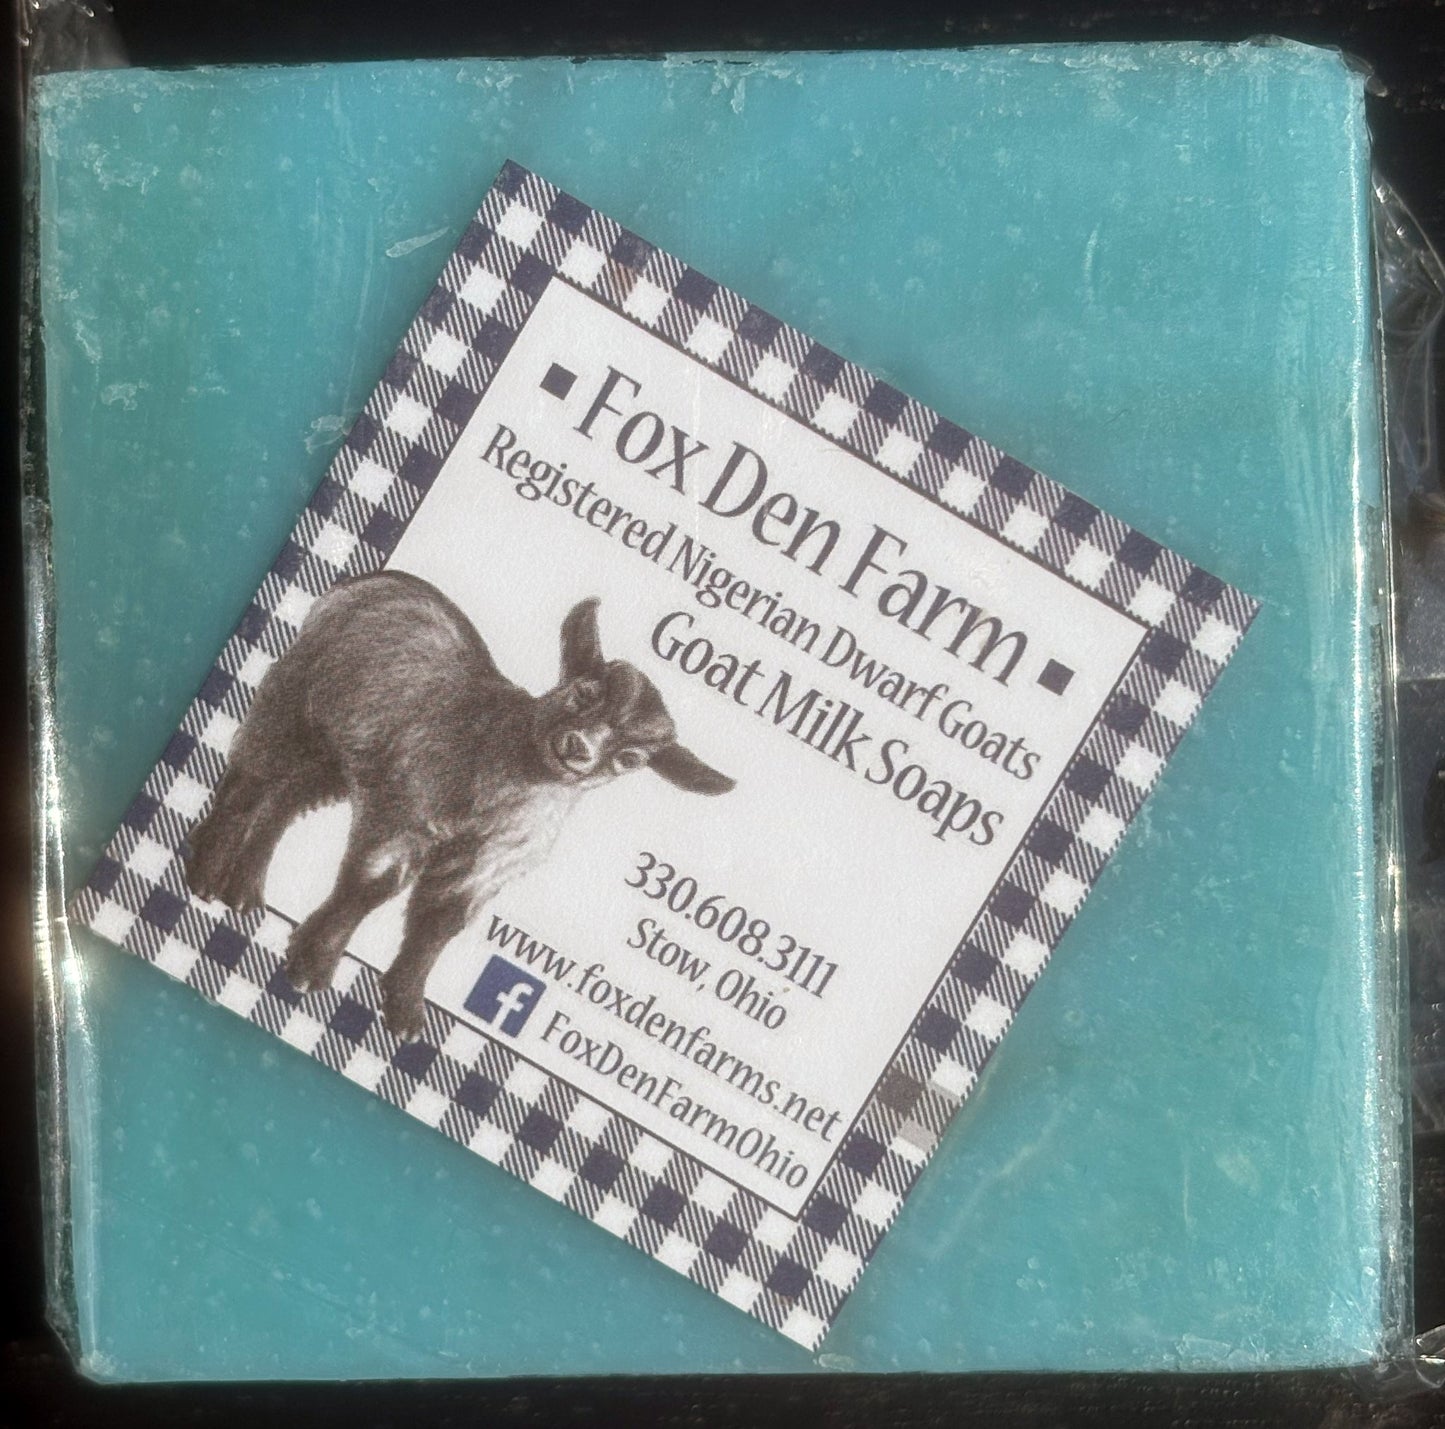 Fox Den Farm
Registered Nigerian Dwarf Goats
Goat Milk Soaps
330.608.3111
Stow, Ohio
www.foxdenfarms.net
f FoxDenFarmOhio